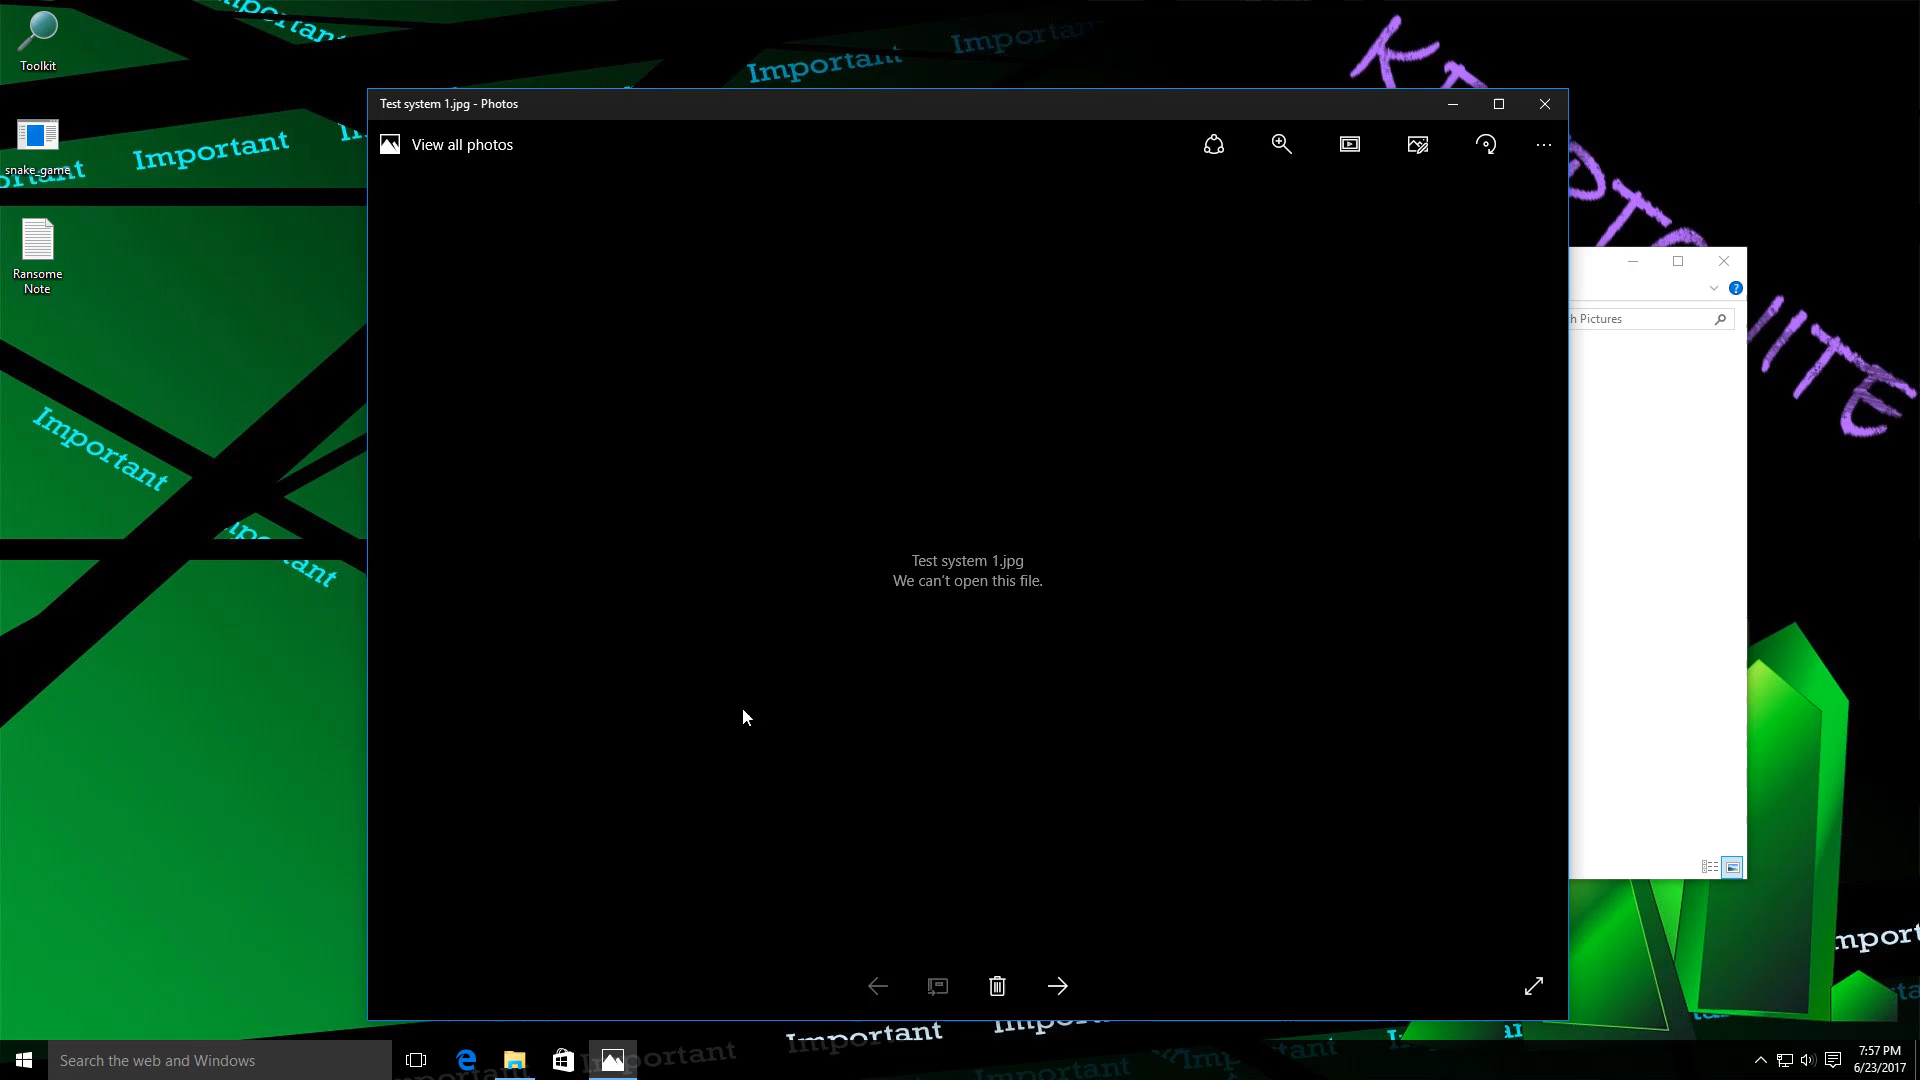 Toolkit
snake_game
Ransome
Note
Important
Important
Important
Important
Test system 1.jpg - Photos
View all photos
h Pictures
Test system 1.jpg
We can’t open this file.
Important
Important
Search the web and Windows
7:57 PM
6/23/2017